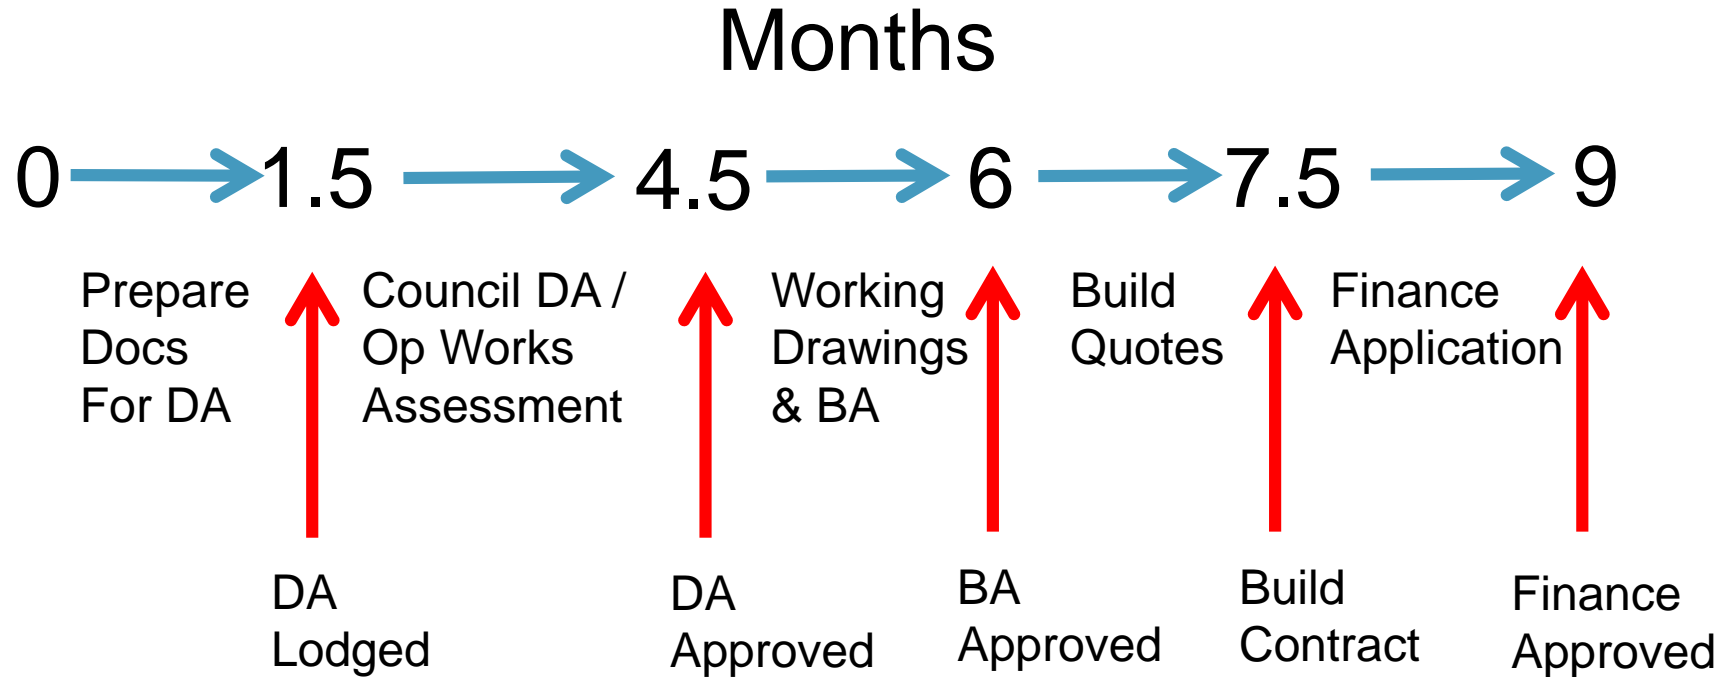 Months
0 1.5 4.5 6 7.5 9
Prepare
Docs
For DA
Council DA /
Op Works
Assessment
Working
Drawings
& BA
Build
Quotes
Finance
Application
DA
Lodged
DA
Approved
BA
Approved
Build
Contract
Finance
Approved